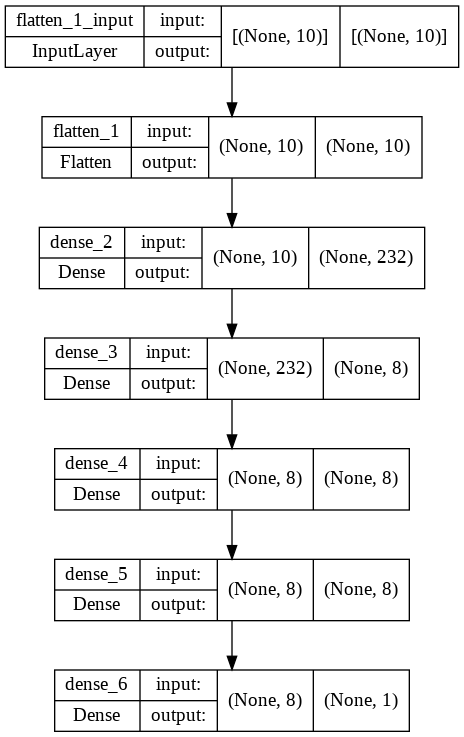 flatten_1_input input: [(None, 10)] [(None, 10)]
InputLayer output:
flatten_1 input: (None, 10) (None, 10)
Flatten output:
dense_2 input: (None, 10) (None, 232)
Dense output:
dense_3 input: (None, 232) (None, 8)
Dense output:
dense_4 input: (None, 8) (None, 8)
Dense output:
dense_5 input: (None, 8) (None, 8)
Dense output:
dense_6 input: (None, 8) (None, 1)
Dense output: